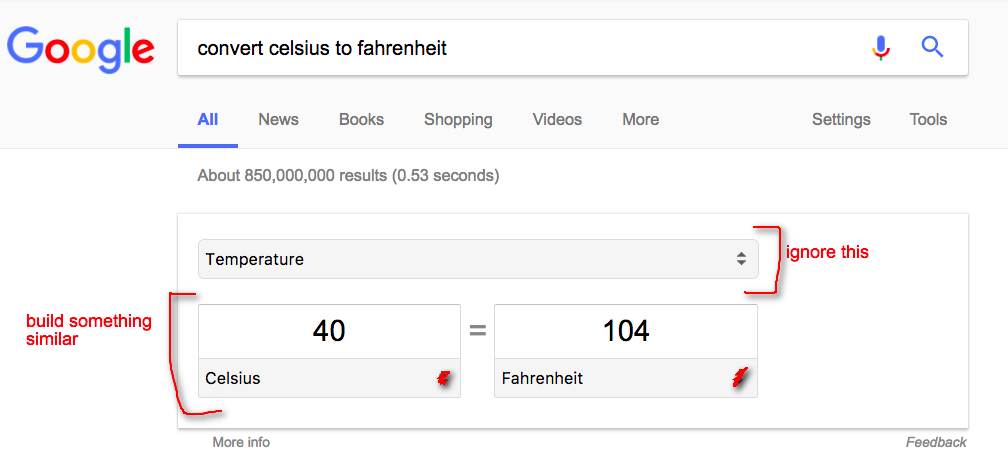 Google convert celsius to fahrenheit
All News Books Shopping Videos More Settings Tools
About 850,000,000 results (0.53 seconds)
Temperature
ignore this
build something
similar
40 = 104
Celsius Fahrenheit
More info Feedback